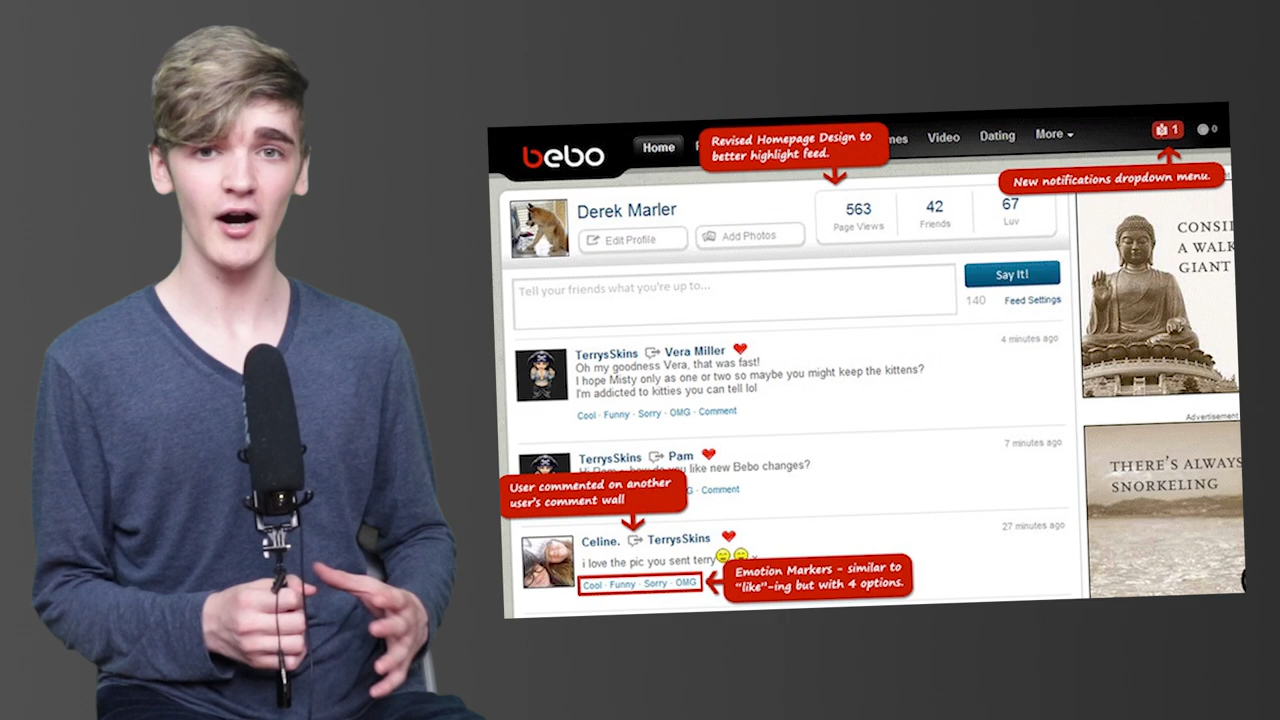 bebo
Home
Revised Homepage Design to
better highlight feed.
Video
Dating
More
1
0
New notifications dropdown menu.
Derek Marler
Edit Profile
Add Photos
563
Page Views
42
Friends
67
Luv
Tell your friends what you're up to...
Say It!
140
Feed Settings
TerrysSkins Vera Miller
4 minutes ago
Oh my goodness Vera, that was fast!
I hope Misty only as one or two so maybe you might keep the kittens?
I'm addicted to kitties you can tell lol
Cool · Funny · Sorry · OMG · Comment
TerrysSkins Pam
7 minutes ago
like new Bebo changes?
Comment
User commented on another
user's comment wall
Celine. TerrysSkins
27 minutes ago
i love the pic you sent terry x
Cool · Funny · Sorry · OMG
Emotion Markers - similar to
"like"-ing but with 4 options.
A WALK
GIANT
Advertisement
THERE'S ALWAYS
SNORKELING